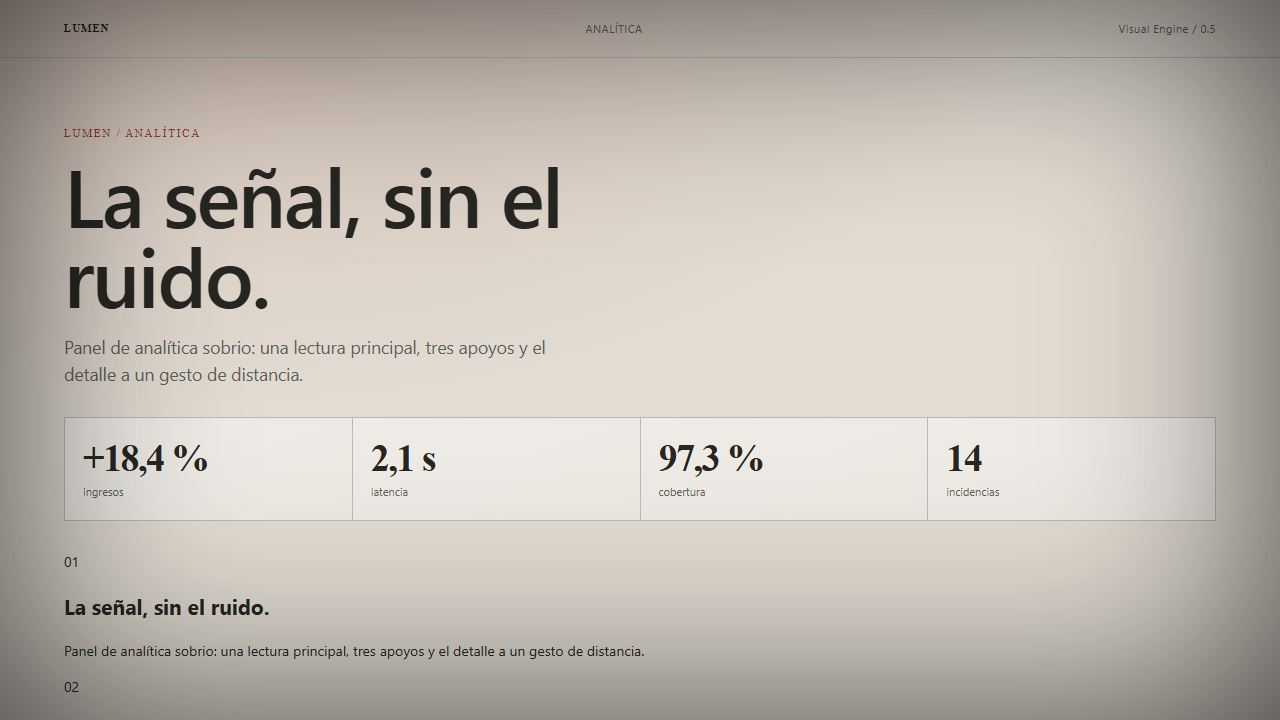 LUMEN
ANALÍTICA
Visual Engine / 0.5
LUMEN / ANALÍTICA
La señal, sin el
ruido.
Panel de analítica sobrio: una lectura principal, tres apoyos y el
detalle a un gesto de distancia.
+18,4 %
ingresos
2,1 s
latencia
97,3 %
cobertura
14
incidencias
01
La señal, sin el ruido.
Panel de analítica sobrio: una lectura principal, tres apoyos y el detalle a un gesto de distancia.
02